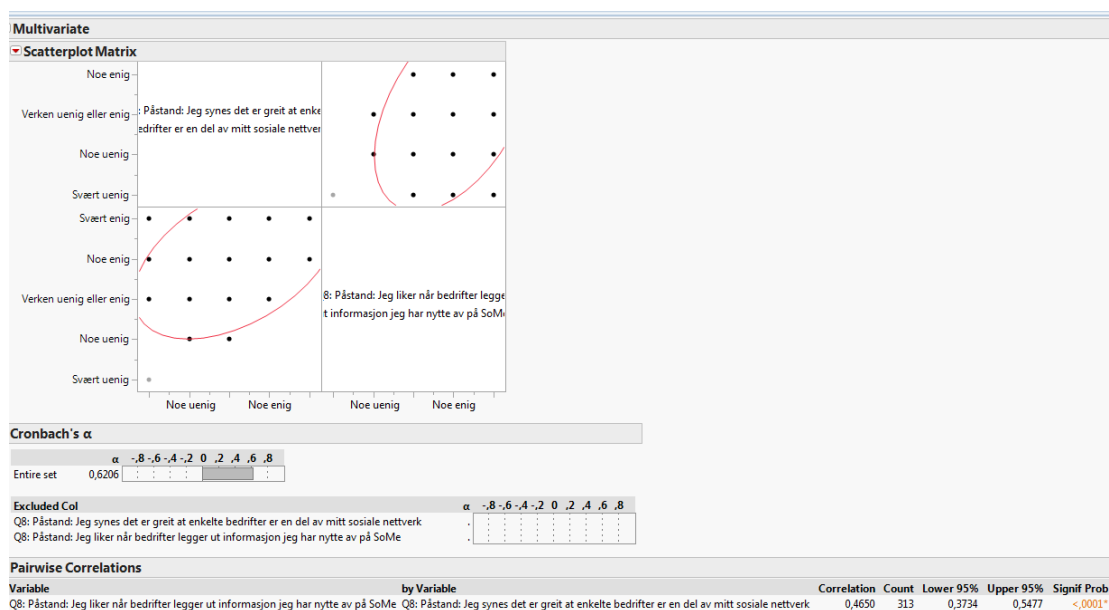 Multivariate
Scatterplot Matrix
Noe enig
Verken uenig eller enig
Noe uenig
Svært uenig
: Påstand: Jeg synes det er greit at enke
edrifter er en del av mitt sosiale nettver
Svært enig
Noe enig
Verken uenig eller enig
Noe uenig
Svært uenig
8: Påstand: Jeg liker når bedrifter legge
t informasjon jeg har nytte av på SoMe
Noe uenig Noe enig Noe uenig Noe enig
Cronbach's α
α -,8 -,6 -,4 -,2 0 ,2 ,4 ,6 ,8
Entire set 0,6206
Excluded Col α -,8 -,6 -,4 -,2 0 ,2 ,4 ,6 ,8
Q8: Påstand: Jeg synes det er greit at enkelte bedrifter er en del av mitt sosiale nettverk .
Q8: Påstand: Jeg liker når bedrifter legger ut informasjon jeg har nytte av på SoMe .
Pairwise Correlations
Variable by Variable Correlation Count Lower 95% Upper 95% Signif Prob
Q8: Påstand: Jeg liker når bedrifter legger ut informasjon jeg har nytte av på SoMe Q8: Påstand: Jeg synes det er greit at enkelte bedrifter er en del av mitt sosiale nettverk 0,4650 313 0,3734 0,5477 <,0001*